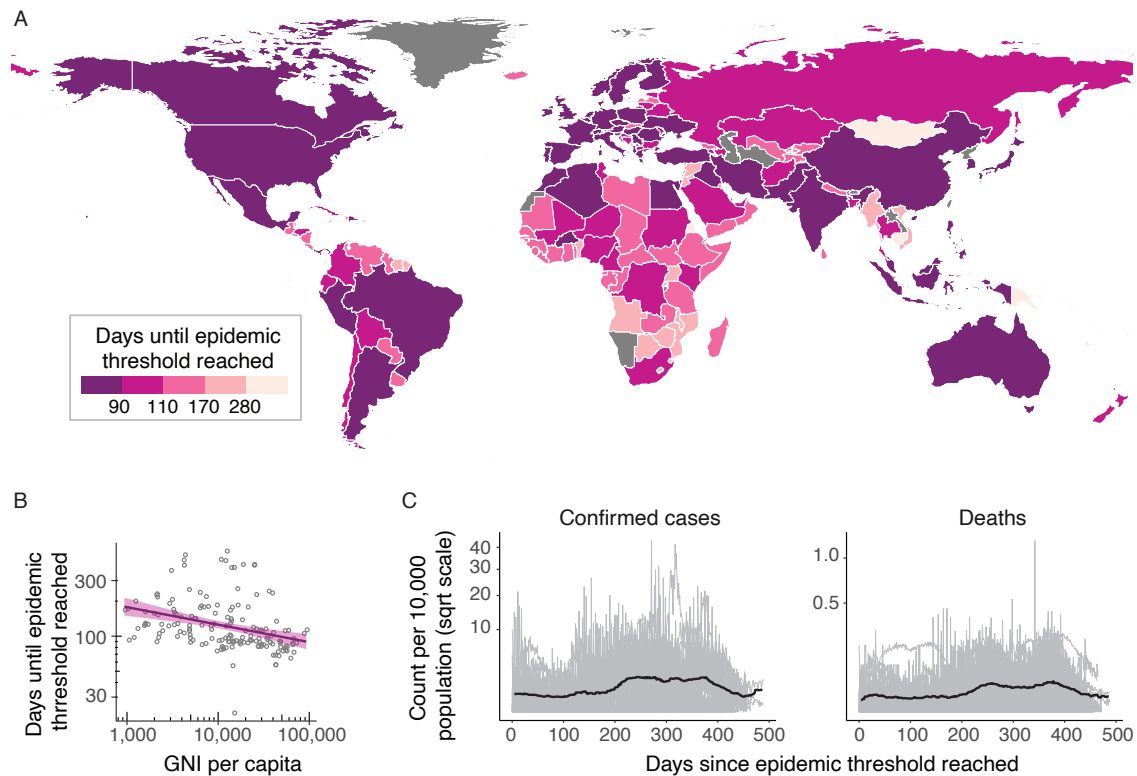 A
Days until epidemic
threshold reached
90 110 170 280
B
Days until epidemic
threshold reached
300
100
30
1,000 10,000 100,000
GNI per capita
C
Confirmed cases
Deaths
Count per 10,000
population (sqrt scale)
40
30
20
10
0 100 200 300 400 500
1.0
0.5
0 100 200 300 400 500
Days since epidemic threshold reached